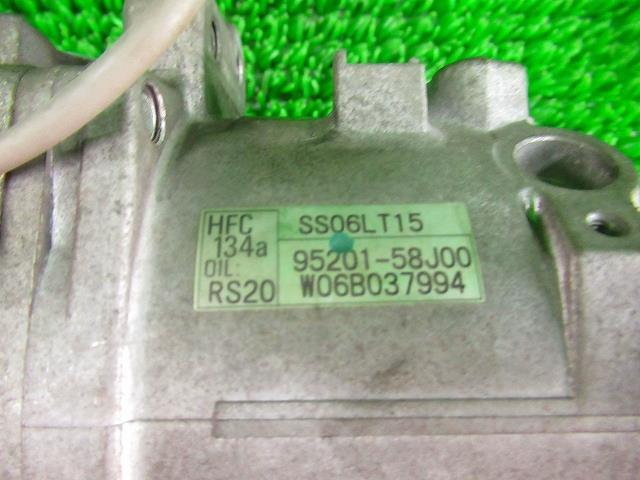 HFC
134a
OIL:
RS20
SS06LT15
95201-58J00
W06B037994